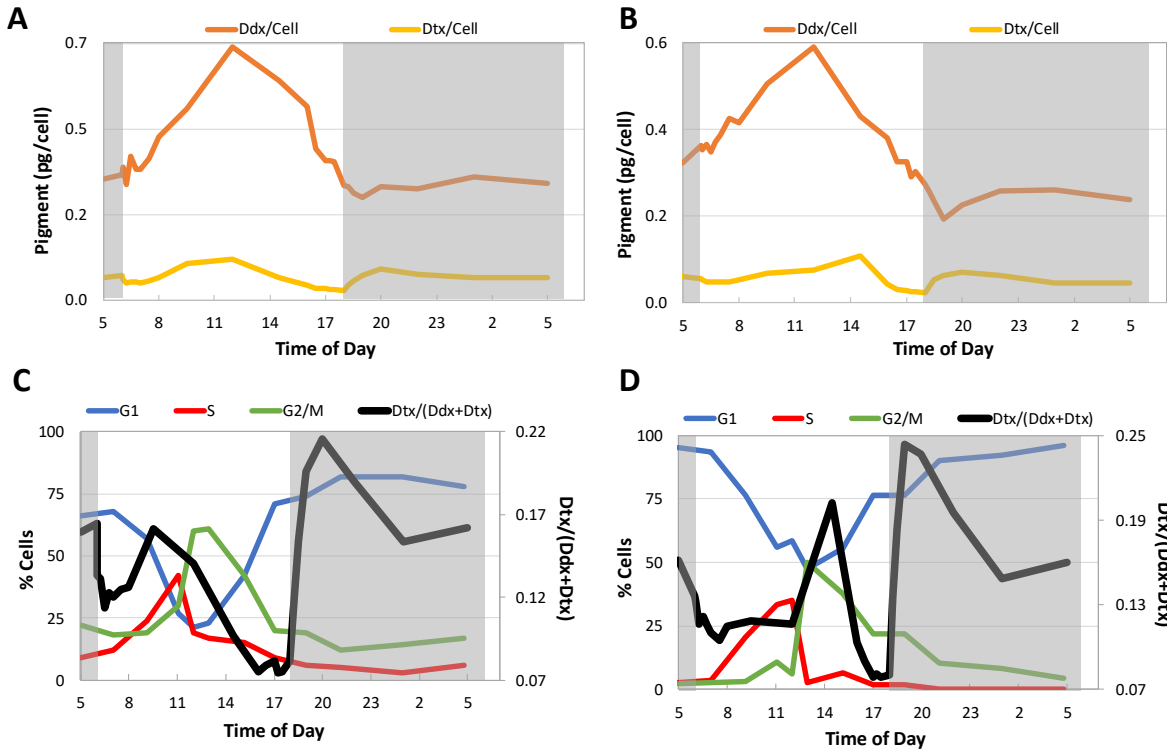 A
Ddx/Cell Dtx/Cell
Pigment (pg/cell)
0.7
0.5
0.2
0.0
5 8 11 14 17 20 23 2 5
Time of Day
B
Ddx/Cell Dtx/Cell
Pigment (pg/cell)
0.6
0.4
0.2
0.0
5 8 11 14 17 20 23 2 5
Time of Day
C
G1 S G2/M Dtx/(Ddx+Dtx)
% Cells
100
75
50
25
0
0.22
0.17
0.12
0.07
Dtx/(Ddx+Dtx)
5 8 11 14 17 20 23 2 5
Time of Day
D
G1 S G2/M Dtx/(Ddx+Dtx)
% Cells
100
75
50
25
0
0.25
0.19
0.13
0.07
Dtx/(Ddx+Dtx)
5 8 11 14 17 20 23 2 5
Time of Day